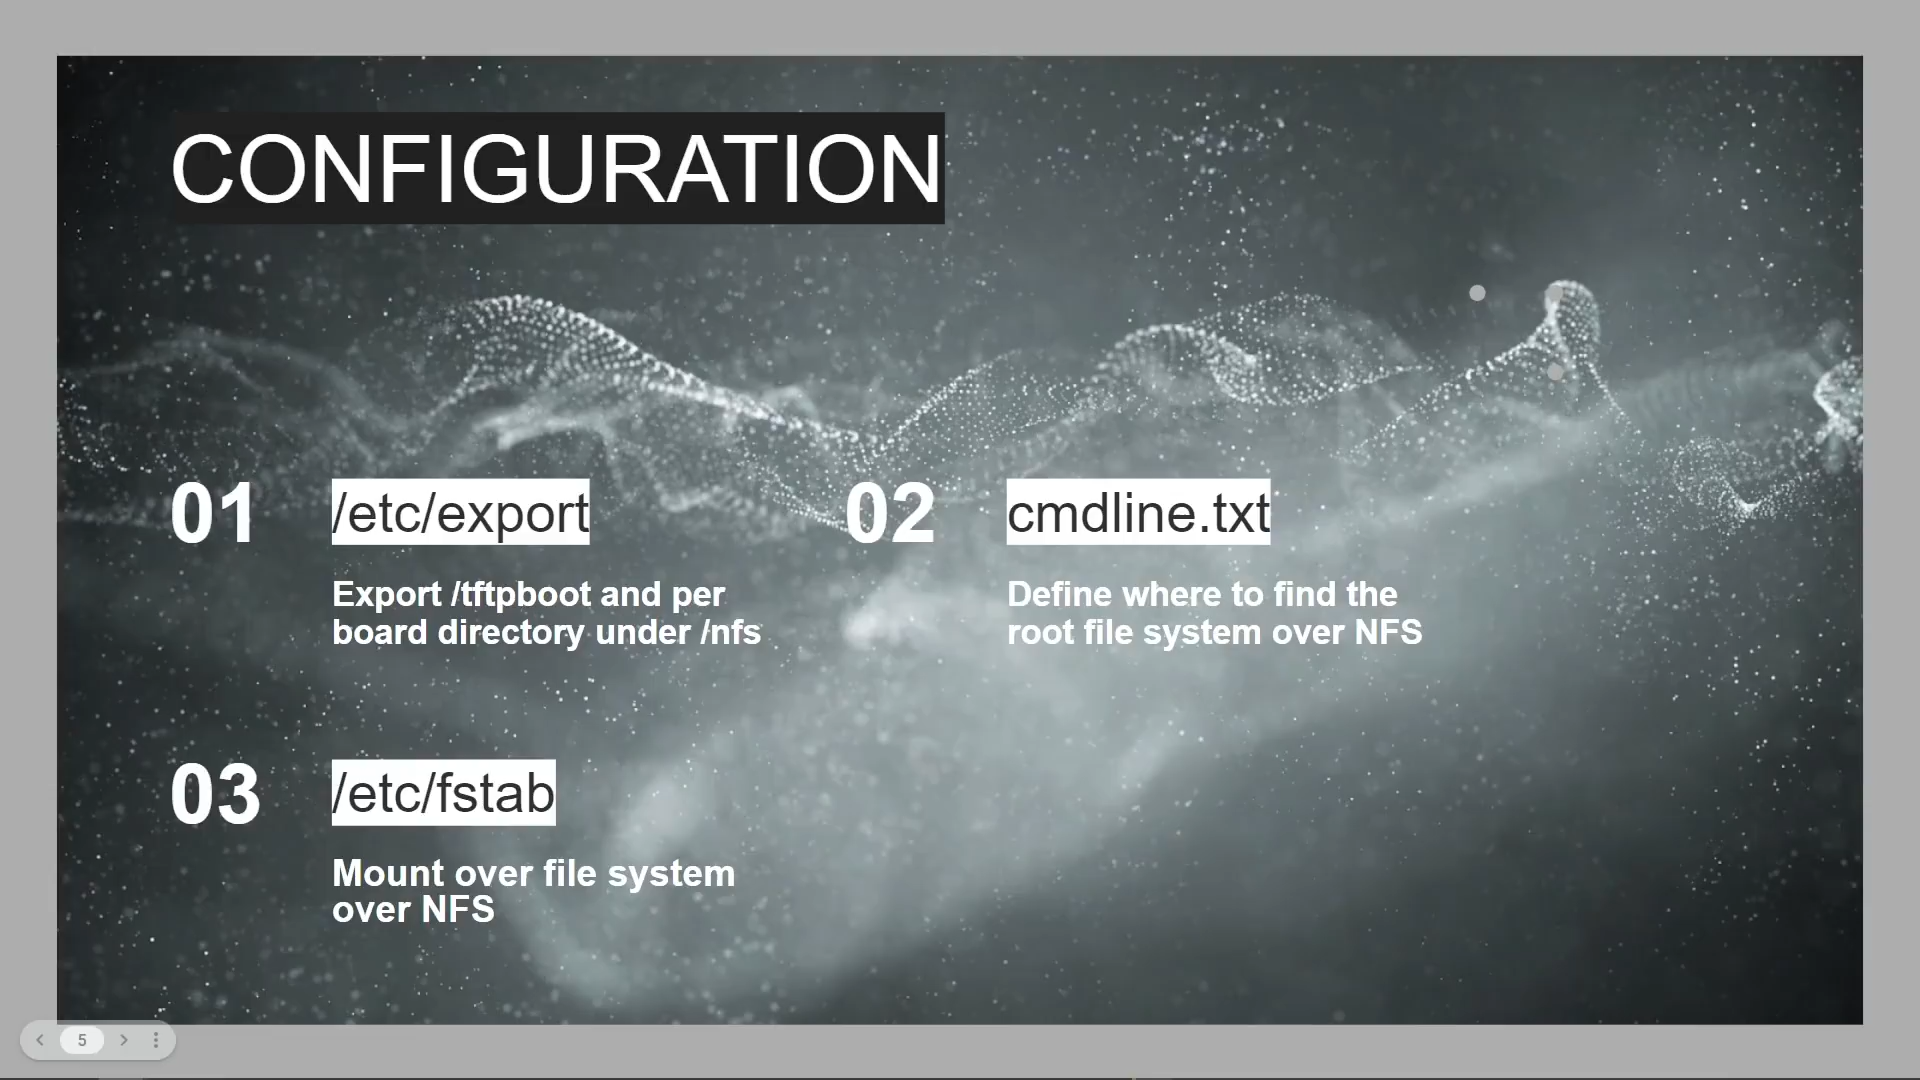 CONFIGURATION
01
/etc/export
Export /tftpboot and per
board directory under /nfs
02
cmdline.txt
Define where to find the
root file system over NFS
03
/etc/fstab
Mount over file system
over NFS
5